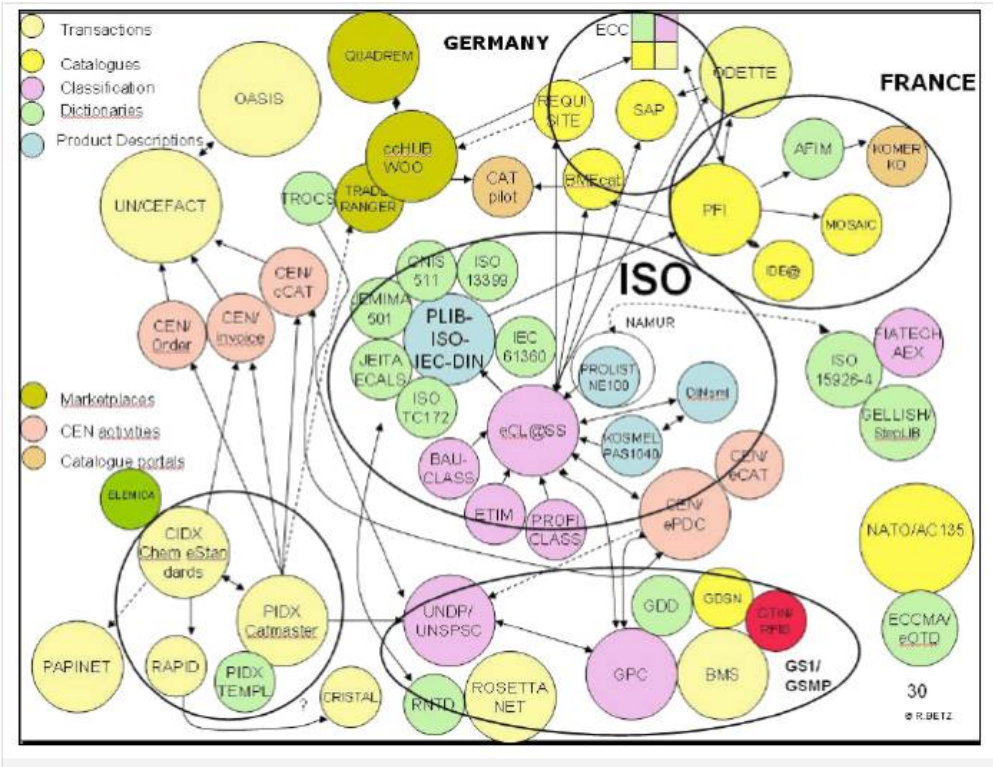 Transactions
Catalogues
Classification
Dictionaries
Product Descriptions
GERMANY
FRANCE
ECC
QUADREM
OASIS
ODETTE
REQUI
SITE
SAP
ccHUB
WOO
AFIM
KOMER
KO
UN/CEFACT
TROCS
TRADE
RANGER
CAT
pilot
BMEcat
PFI
MOSAIC
IDE@
CEN/
cCAT
CEN/
Order
CEN/
invoice
ISO
511
ISO
13399
JEMIMA
501
PLIB-
ISO-
IEC-DIN
IEC
61360
JEITA
ECALS
ISO
TC172
NAMUR
PROLIST
NE100
ISO
15926-4
FIATECH
AEX
GELLISH/
StepLIB
eCL@SS
KOSMEL
PAS1040
BAU-
CLASS
ETIM
PROFI
CLASS
CEN/
eCAT
CEN/
ePDC
Marketplaces
CEN activities
Catalogue portals
ELEMICA
CIDX
Chem eStan
dards
PIDX
Catmaster
PAPINET
RAPID
PIDX
TEMPL
?
CRISTAL
UNDP/
UNSPSC
RNTD
ROSETTA
NET
GDD
GDSN
GPC
BMS
GS1/
GSMP
NATO/AC135
ECCMA/
eOTD
30
@ R.BETZ